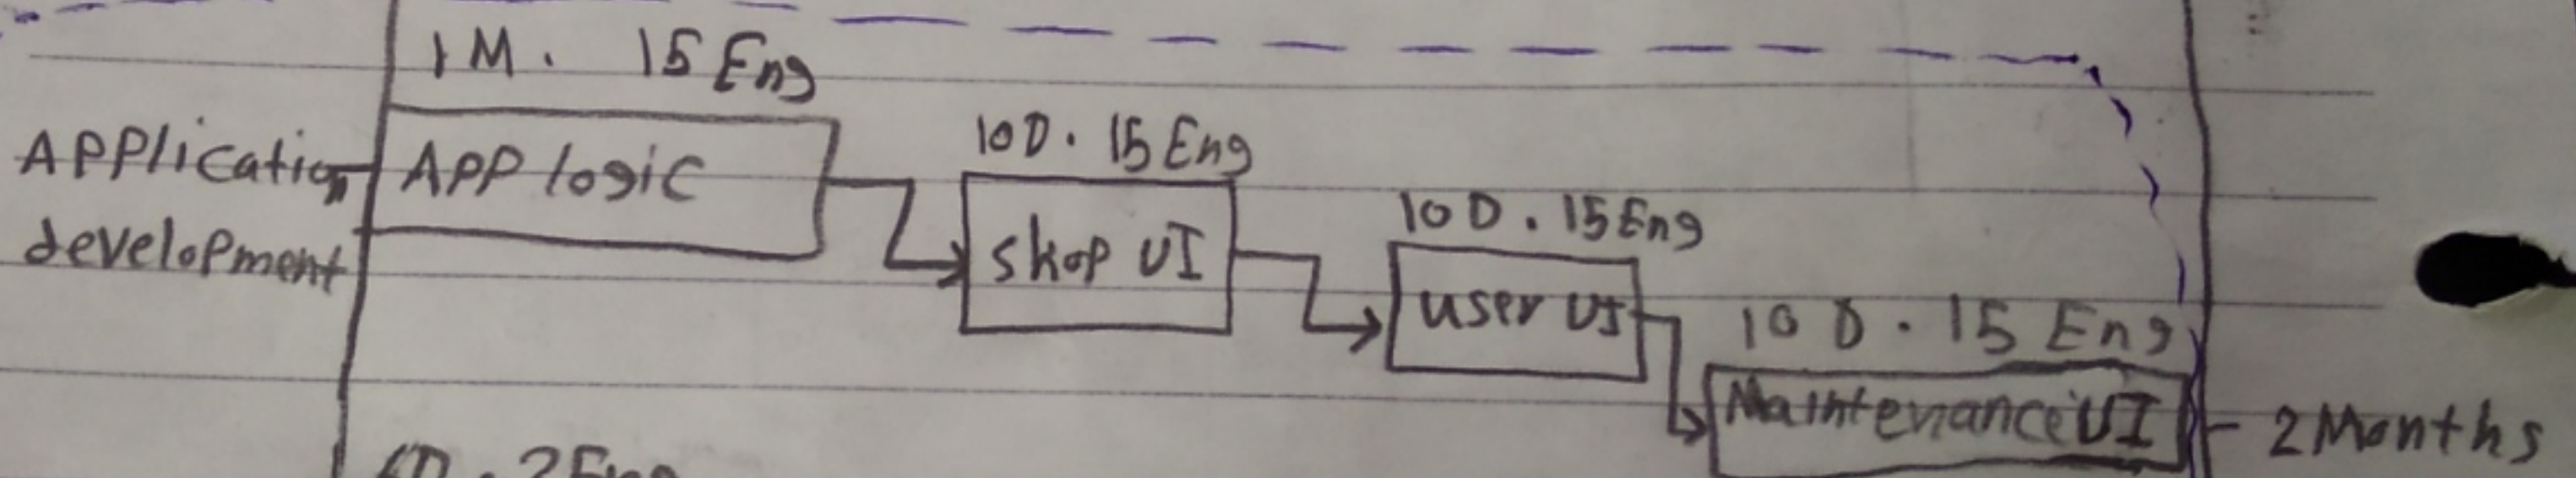 1M. 15 Eng
APPlication
development
APP logic
10D. 15 Eng
shop UI
10D. 15 Eng
user UI
10D. 15 Eng
Maintenance UI
2 Months